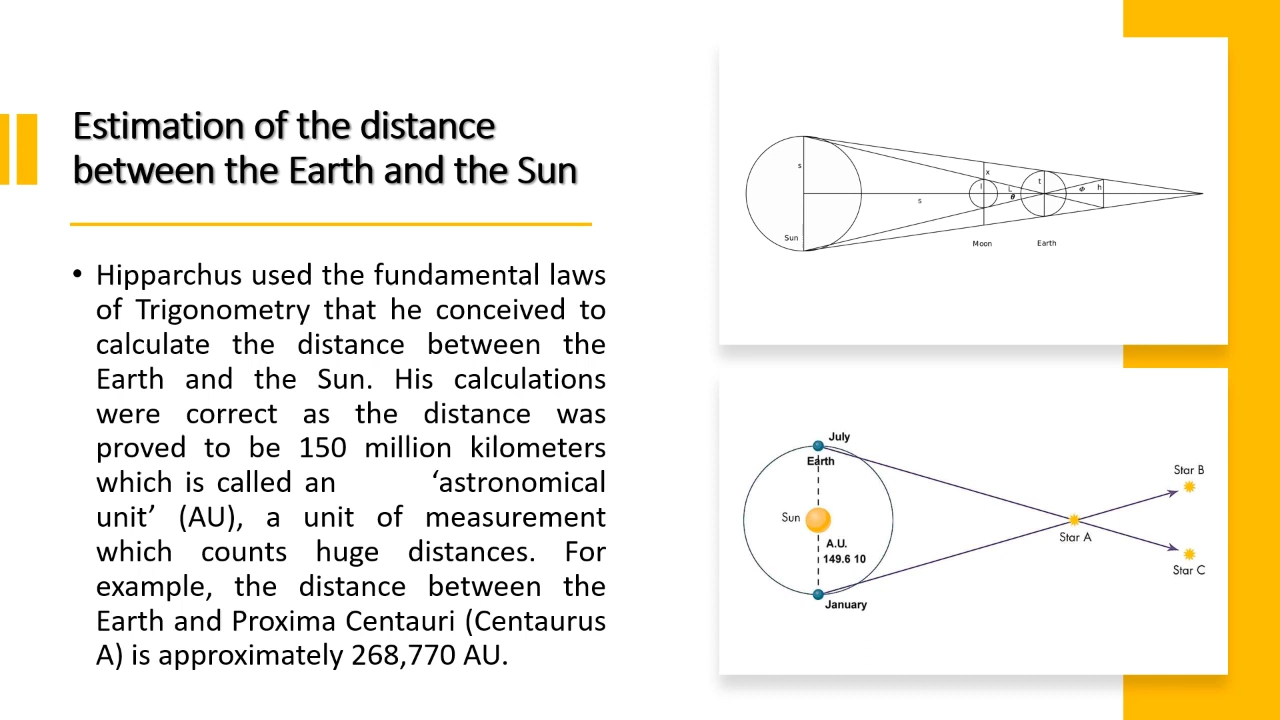 Estimation of the distance
between the Earth and the Sun
• Hipparchus used the fundamental laws
of Trigonometry that he conceived to
calculate the distance between the
Earth and the Sun. His calculations
were correct as the distance was
proved to be 150 million kilometers
which is called an ‘astronomical
unit’ (AU), a unit of measurement
which counts huge distances. For
example, the distance between the
Earth and Proxima Centauri (Centaurus
A) is approximately 268,770 AU.
s
x
l
L
θ
t
Φ
h
s
Sun
Moon
Earth
July
Earth
Star B
Sun
Star A
A.U.
149.6 10
Star C
January